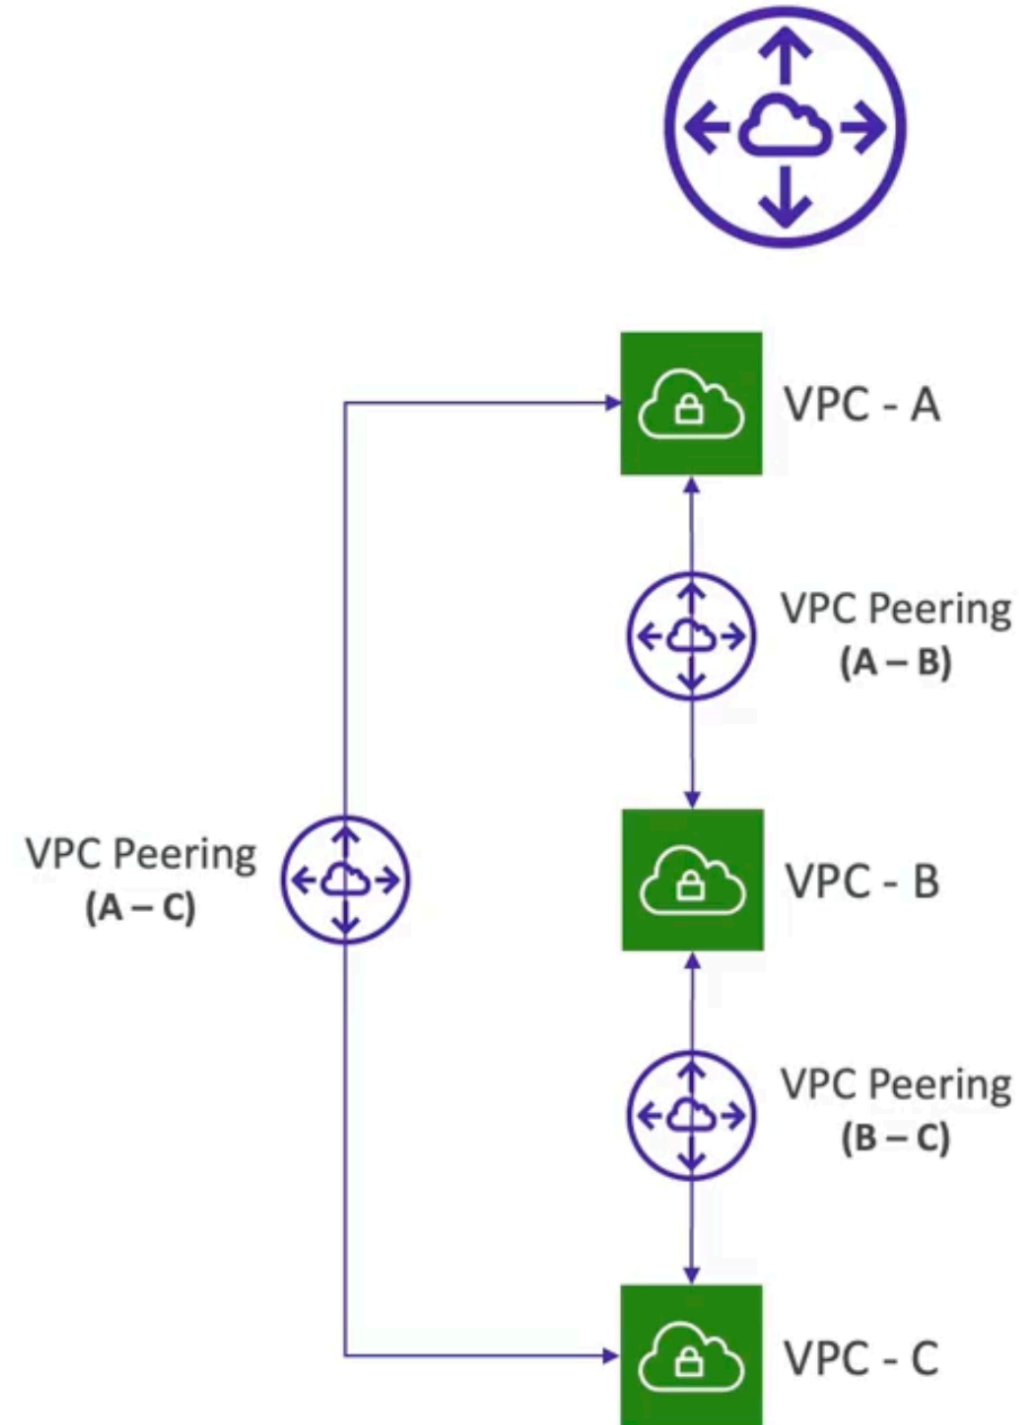 VPC - A
VPC Peering
(A – B)
VPC Peering
(A – C)
VPC - B
VPC Peering
(B – C)
VPC - C